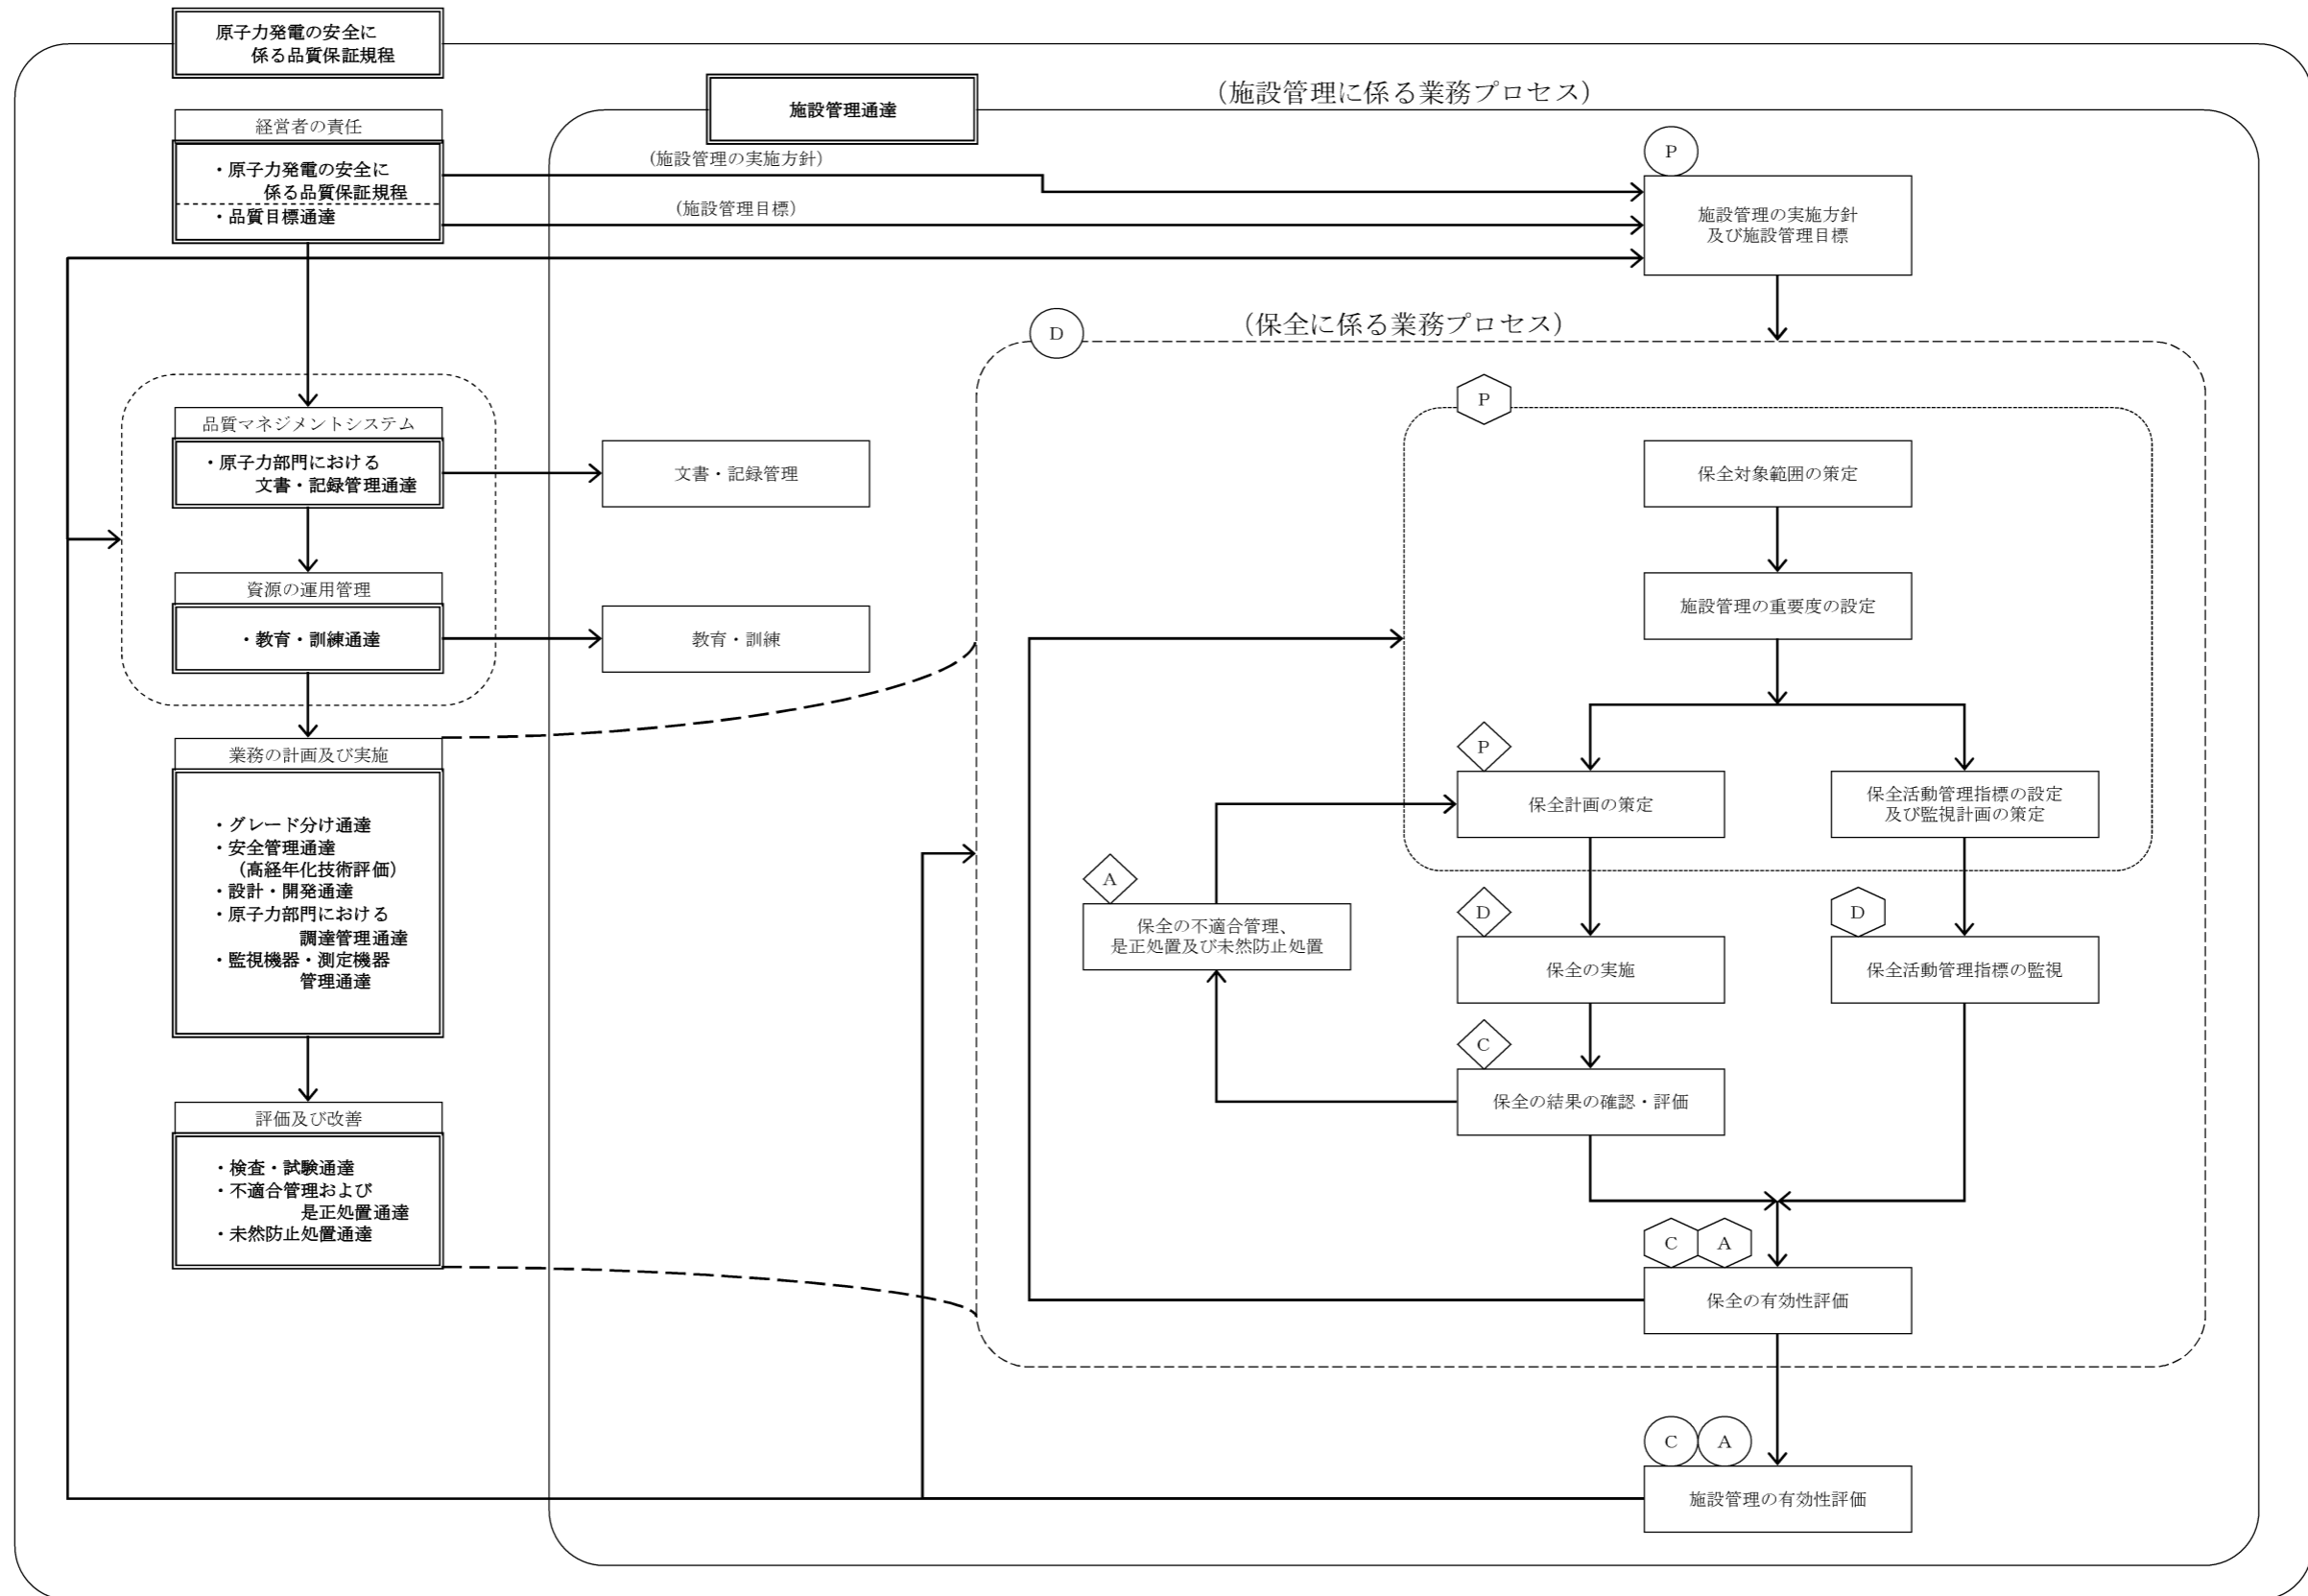 原子力発電の安全に
係る品質保証規程
施設管理通達
（施設管理に係る業務プロセス）
経営者の責任
・原子力発電の安全に
係る品質保証規程
・品質目標通達
（施設管理の実施方針）
（施設管理目標）
P
施設管理の実施方針
及び施設管理目標
D
（保全に係る業務プロセス）
品質マネジメントシステム
・原子力部門における
文書・記録管理通達
文書・記録管理
資源の運用管理
・教育・訓練通達
教育・訓練
業務の計画及び実施
・グレード分け通達
・安全管理通達
（高経年化技術評価）
・設計・開発通達
・原子力部門における
調達管理通達
・監視機器・測定機器
管理通達
評価及び改善
・検査・試験通達
・不適合管理および
是正処置通達
・未然防止処置通達
P
保全対象範囲の策定
施設管理の重要度の設定
P
保全計画の策定
保全活動管理指標の設定
及び監視計画の策定
A
保全の不適合管理、
是正処置及び未然防止処置
D
保全の実施
D
保全活動管理指標の監視
C
保全の結果の確認・評価
C
A
保全の有効性評価
C
A
施設管理の有効性評価